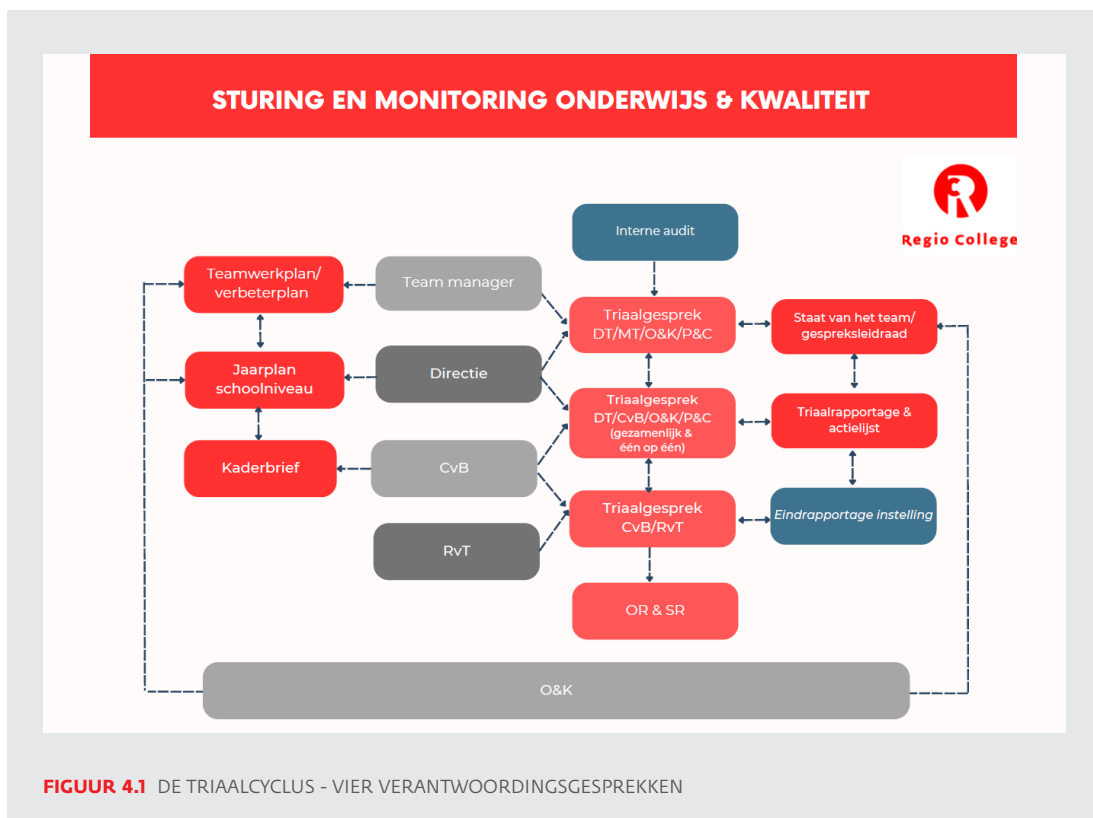 STURING EN MONITORING ONDERWIJS & KWALITEIT
Regio College
Interne audit
Teamwerkplan/
verbeterplan
Team manager
Triaalgesprek
DT/MT/O&K/P&C
Staat van het team/
gespreksleidraad
Jaarplan
schoolniveau
Directie
Triaalgesprek
DT/CvB/O&K/P&C
(gezamenlijk &
één op één)
Triaalrapportage &
actielijst
Kaderbrief
CvB
Triaalgesprek
CvB/RvT
Eindrapportage instelling
RvT
OR & SR
O&K
FIGUUR 4.1 DE TRIAALCYCLUS - VIER VERANTWOORDINGSGESPREKKEN